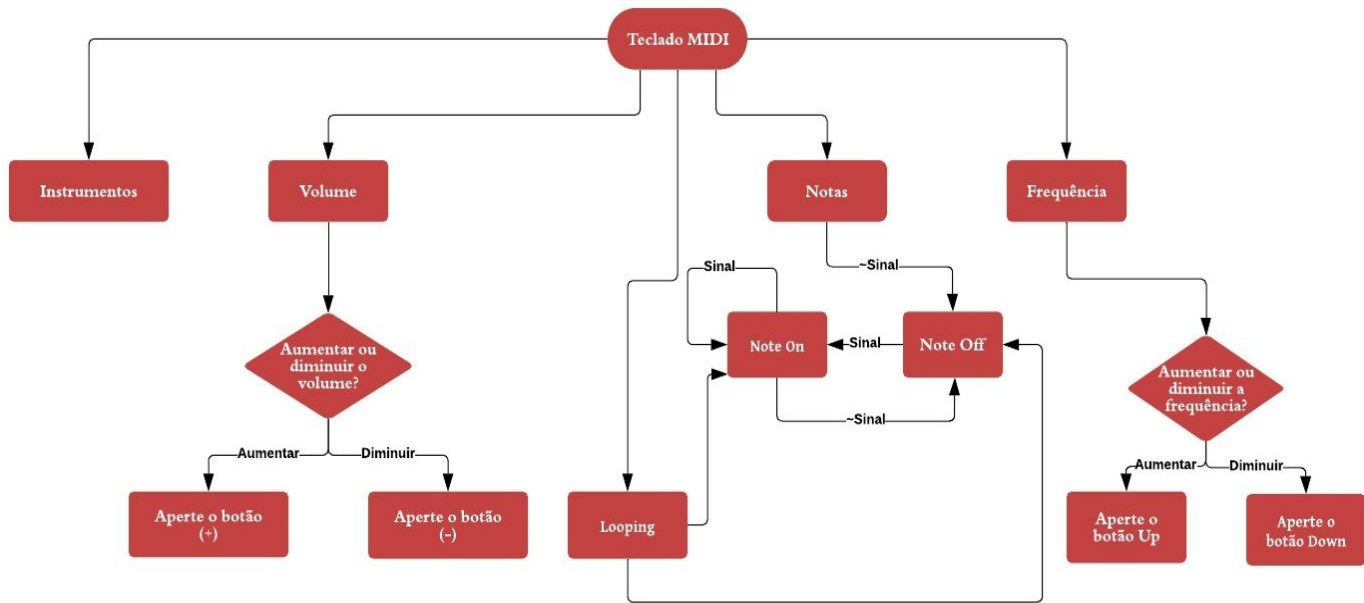 Teclado MIDI
Instrumentos
Volume
Notas
Frequência
Sinal
~Sinal
Aumentar ou
diminuir o
volume?
Note On
Sinal
Note Off
Aumentar ou
diminuir a
frequência?
~Sinal
Aumentar
Diminuir
Aumentar
Diminuir
Aperte o botão
(+)
Aperte o botão
(-)
Looping
Aperte o
botão Up
Aperte o
botão Down